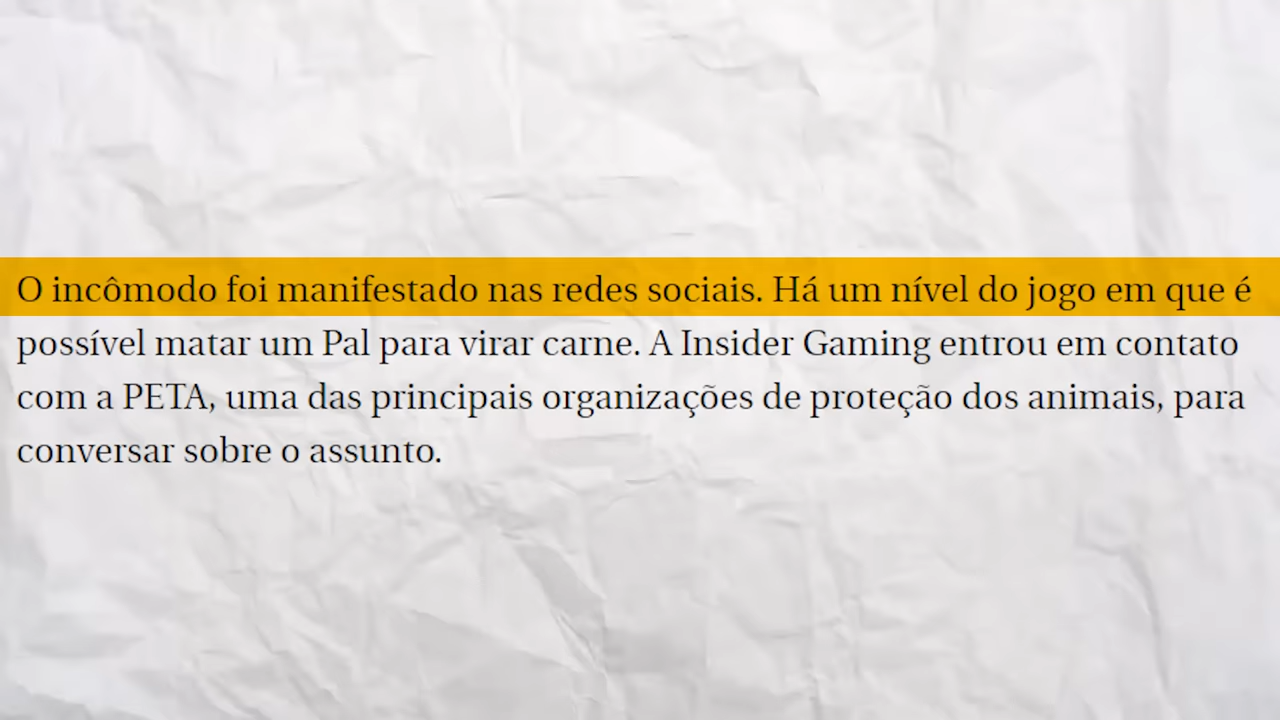 O incômodo foi manifestado nas redes sociais. Há um nível do jogo em que é
possível matar um Pal para virar carne. A Insider Gaming entrou em contato
com a PETA, uma das principais organizações de proteção dos animais, para
conversar sobre o assunto.